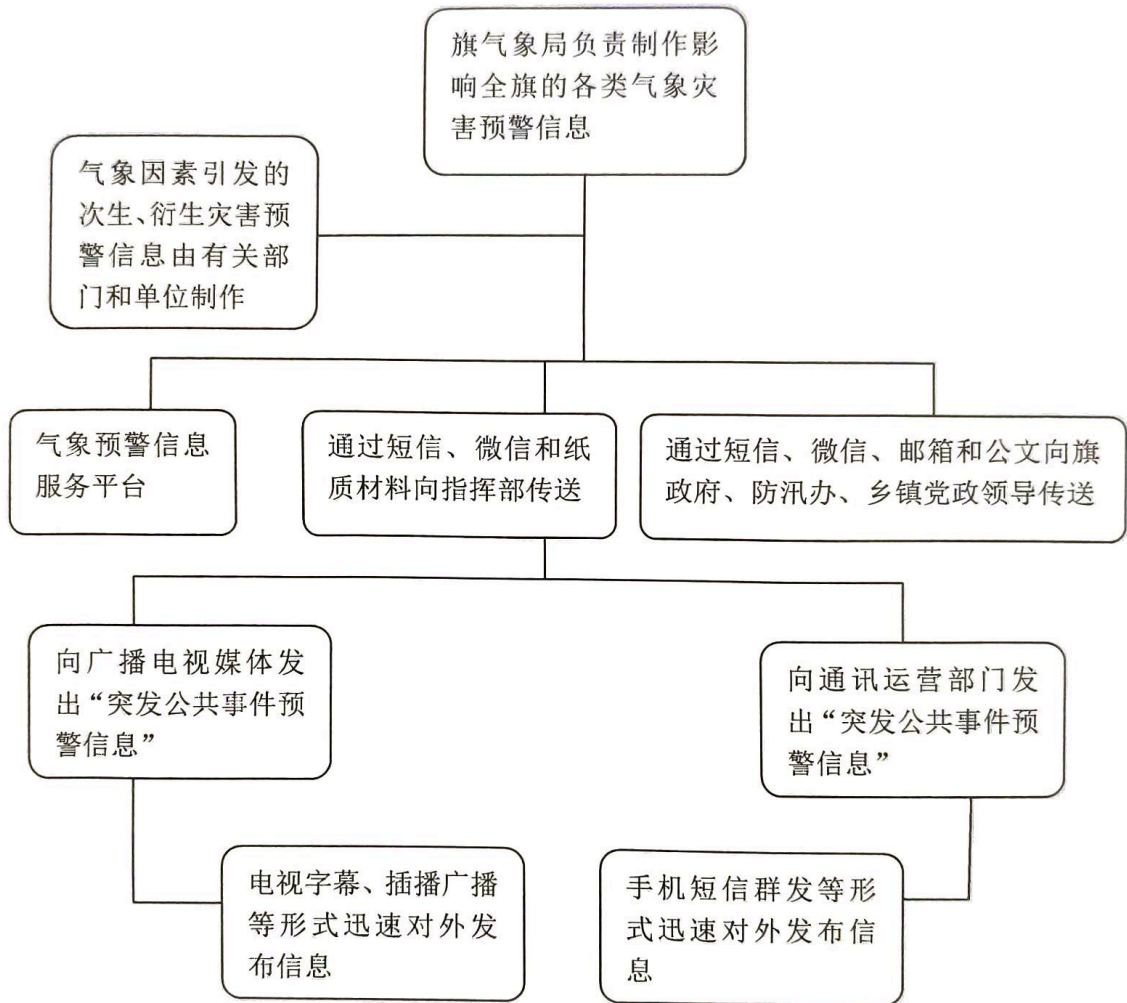 旗气象局负责制作影
响全旗的各类气象灾
害预警信息
气象因素引发的
次生、衍生灾害预
警信息由有关部
门和单位制作
气象预警信息
服务平台
通过短信、微信和纸
质材料向指挥部传送
通过短信、微信、邮箱和公文向旗
政府、防汛办、乡镇党政领导传送
向广播电视媒体发
出“突发公共事件预
警信息”
向通讯运营部门发
出“突发公共事件预
警信息”
电视字幕、插播广播
等形式迅速对外发
布信息
手机短信群发等形
式迅速对外发布信
息